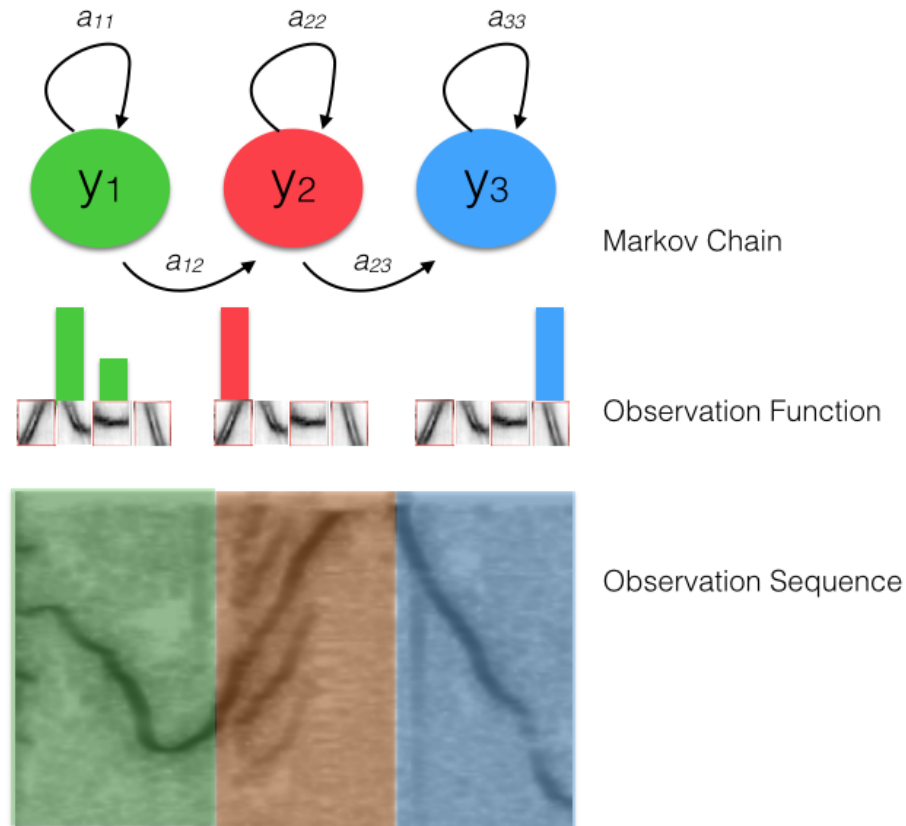 a11 a22 a33
y1 y2 y3
Markov Chain
a12 a23
Observation Function
Observation Sequence